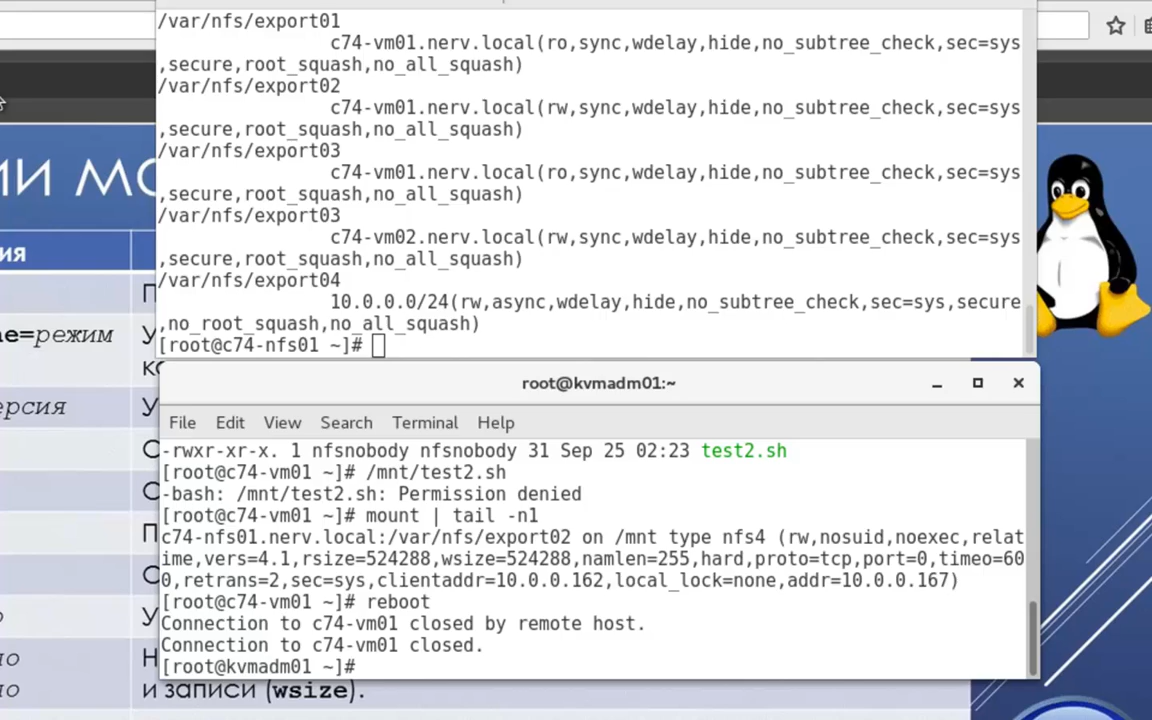 /var/nfs/export01
c74-vm01.nerv.local(ro,sync,wdelay,hide,no_subtree_check,sec=sys
,secure,root_squash,no_all_squash)
/var/nfs/export02
c74-vm01.nerv.local(rw,sync,wdelay,hide,no_subtree_check,sec=sys
,secure,root_squash,no_all_squash)
/var/nfs/export03
c74-vm01.nerv.local(ro,sync,wdelay,hide,no_subtree_check,sec=sys
,secure,root_squash,no_all_squash)
/var/nfs/export03
c74-vm02.nerv.local(rw,sync,wdelay,hide,no_subtree_check,sec=sys
,secure,root_squash,no_all_squash)
/var/nfs/export04
10.0.0.0/24(rw,async,wdelay,hide,no_subtree_check,sec=sys,secure
,no_root_squash,no_all_squash)
[root@c74-nfs01 ~]#
root@kvmadm01:~
File Edit View Search Terminal Help
-rwxr-xr-x. 1 nfsnobody nfsnobody 31 Sep 25 02:23 test2.sh
[root@c74-vm01 ~]# /mnt/test2.sh
-bash: /mnt/test2.sh: Permission denied
[root@c74-vm01 ~]# mount | tail -n1
c74-nfs01.nerv.local:/var/nfs/export02 on /mnt type nfs4 (rw,nosuid,noexec,relat
ime,vers=4.1,rsize=524288,wsize=524288,namlen=255,hard,proto=tcp,port=0,timeo=60
0,retrans=2,sec=sys,clientaddr=10.0.0.162,local_lock=none,addr=10.0.0.167)
[root@c74-vm01 ~]# reboot
Connection to c74-vm01 closed by remote host.
Connection to c74-vm01 closed.
[root@kvmadm01 ~]#
режим
и записи (wsize).